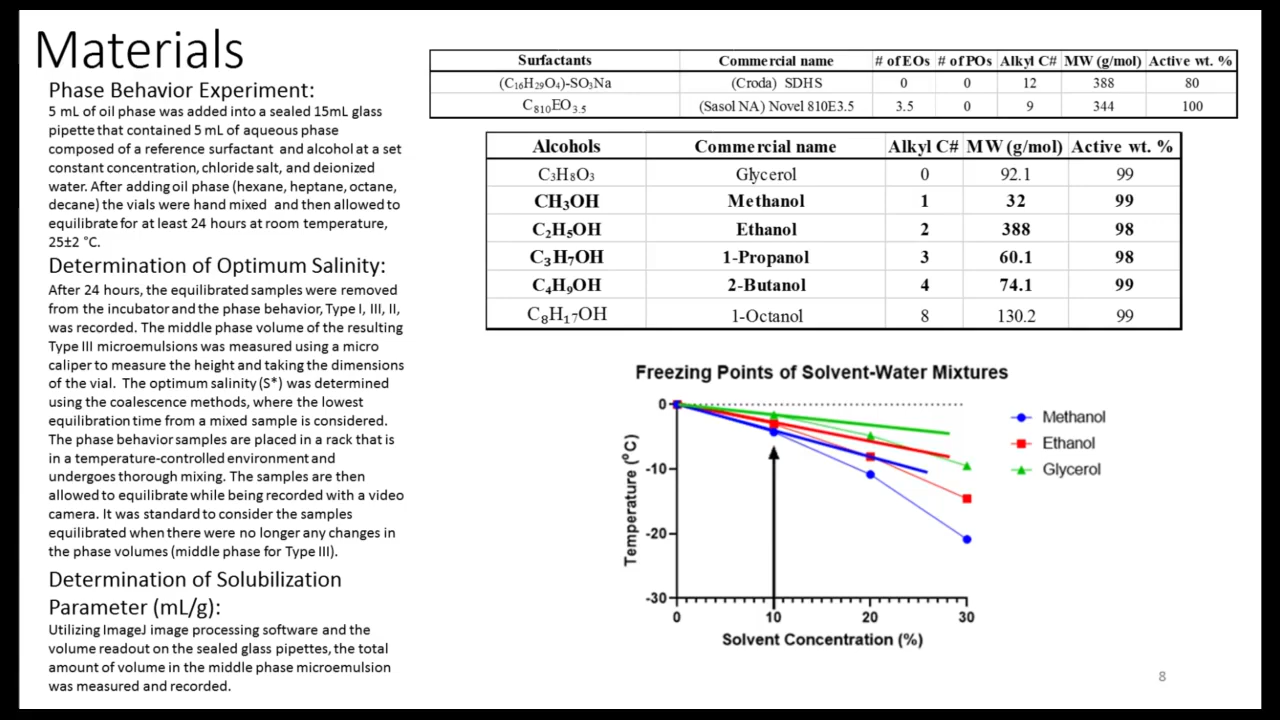 Materials
Phase Behavior Experiment:
5 mL of oil phase was added into a sealed 15mL glass
pipette that contained 5 mL of aqueous phase
composed of a reference surfactant and alcohol at a set
constant concentration, chloride salt, and deionized
water. After adding oil phase (hexane, heptane, octane,
decane) the vials were hand mixed and then allowed to
equilibrate for at least 24 hours at room temperature,
25±2 °C.
Determination of Optimum Salinity:
After 24 hours, the equilibrated samples were removed
from the incubator and the phase behavior, Type I, III, II,
was recorded. The middle phase volume of the resulting
Type III microemulsions was measured using a micro
caliper to measure the height and taking the dimensions
of the vial. The optimum salinity (S*) was determined
using the coalescence methods, where the lowest
equilibration time from a mixed sample is considered.
The phase behavior samples are placed in a rack that is
in a temperature-controlled environment and
undergoes thorough mixing. The samples are then
allowed to equilibrate while being recorded with a video
camera. It was standard to consider the samples
equilibrated when there were no longer any changes in
the phase volumes (middle phase for Type III).
Determination of Solubilization
Parameter (mL/g):
Utilizing ImageJ image processing software and the
volume readout on the sealed glass pipettes, the total
amount of volume in the middle phase microemulsion
was measured and recorded.
Surfactants Commercial name # of EOs # of POs Alkyl C# MW (g/mol) Active wt. %
(C₁₆H₂₉O₄)-SO₃Na (Croda) SDHS 0 0 12 388 80
C₈₁₀EO₃.₅ (Sasol NA) Novel 810E3.5 3.5 0 9 344 100
Alcohols Commercial name Alkyl C# MW (g/mol) Active wt. %
C₃H₈O₃ Glycerol 0 92.1 99
CH₃OH Methanol 1 32 99
C₂H₅OH Ethanol 2 388 98
C₃H₇OH 1-Propanol 3 60.1 98
C₄H₉OH 2-Butanol 4 74.1 99
C₈H₁₇OH 1-Octanol 8 130.2 99
Freezing Points of Solvent-Water Mixtures
Temperature (°C)
0
-10
-20
-30
0 10 20 30
Solvent Concentration (%)
Methanol
Ethanol
Glycerol
8